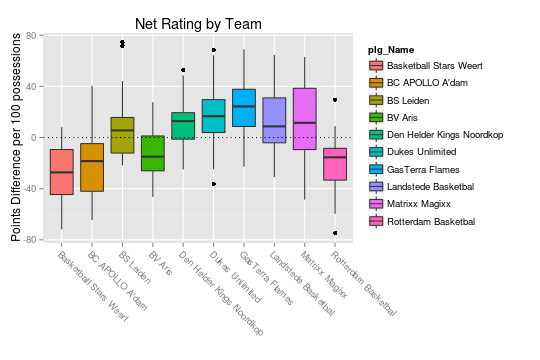 Net Rating by Team
Points Difference per 100 possessions
80
40
0
-40
-80
Basketball Stars Weert
BC APOLLO A'dam
BS Leiden
BV Aris
Den Helder Kings Noordkop
Dukes Unlimited
GasTerra Flames
Landstede Basketbal
Matrixx Magixx
Rotterdam Basketbal
plg_Name
Basketball Stars Weert
BC APOLLO A'dam
BS Leiden
BV Aris
Den Helder Kings Noordkop
Dukes Unlimited
GasTerra Flames
Landstede Basketbal
Matrixx Magixx
Rotterdam Basketbal